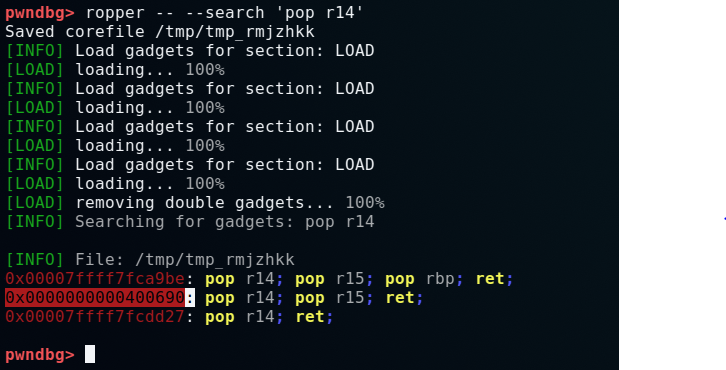 pwndbg> ropper -- --search 'pop r14'
Saved corefile /tmp/tmp_rmjzhkk
[INFO] Load gadgets for section: LOAD
[LOAD] loading... 100%
[INFO] Load gadgets for section: LOAD
[LOAD] loading... 100%
[INFO] Load gadgets for section: LOAD
[LOAD] loading... 100%
[INFO] Load gadgets for section: LOAD
[LOAD] loading... 100%
[LOAD] removing double gadgets... 100%
[INFO] Searching for gadgets: pop r14
[INFO] File: /tmp/tmp_rmjzhkk
0x00007ffff7fca9be: pop r14; pop r15; pop rbp; ret;
0x0000000000400690: pop r14; pop r15; ret;
0x00007ffff7fcdd27: pop r14; ret;
pwndbg>